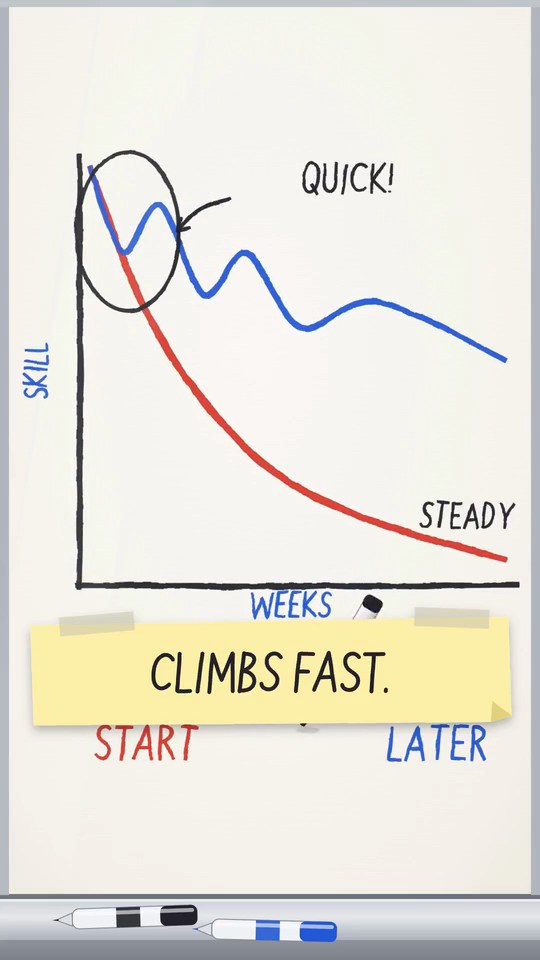 QUICK!
SKILL
STEADY
WEEKS
CLIMBS FAST.
START
LATER